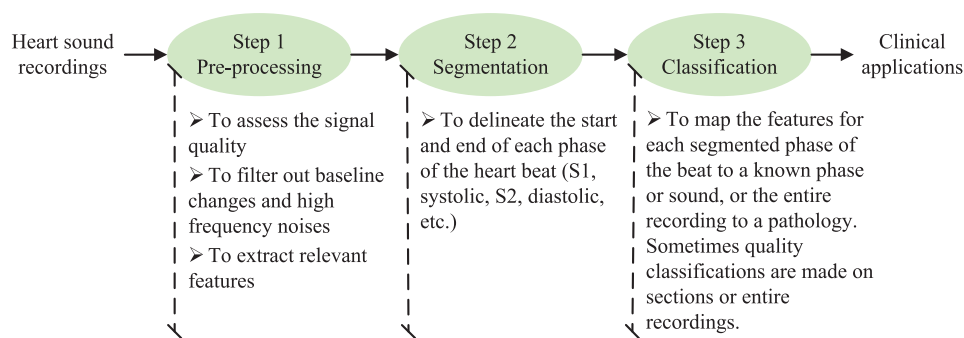 Heart sound
recordings
Step 1
Pre-processing
Step 2
Segmentation
Step 3
Classification
Clinical
applications
➢ To assess the signal
quality
➢ To filter out baseline
changes and high
frequency noises
➢ To extract relevant
features
➢ To delineate the start
and end of each phase
of the heart beat (S1,
systolic, S2, diastolic,
etc.)
➢ To map the features for
each segmented phase of
the beat to a known phase
or sound, or the entire
recording to a pathology.
Sometimes quality
classifications are made on
sections or entire
recordings.